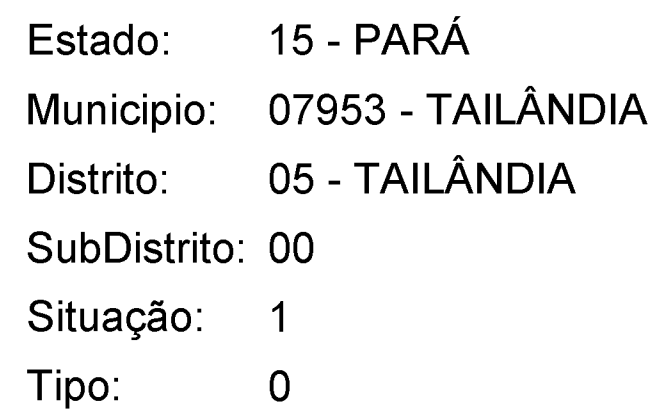 Estado: 15 - PARÁ
Municipio: 07953 - TAILÂNDIA
Distrito: 05 - TAILÂNDIA
SubDistrito: 00
Situação: 1
Tipo: 0